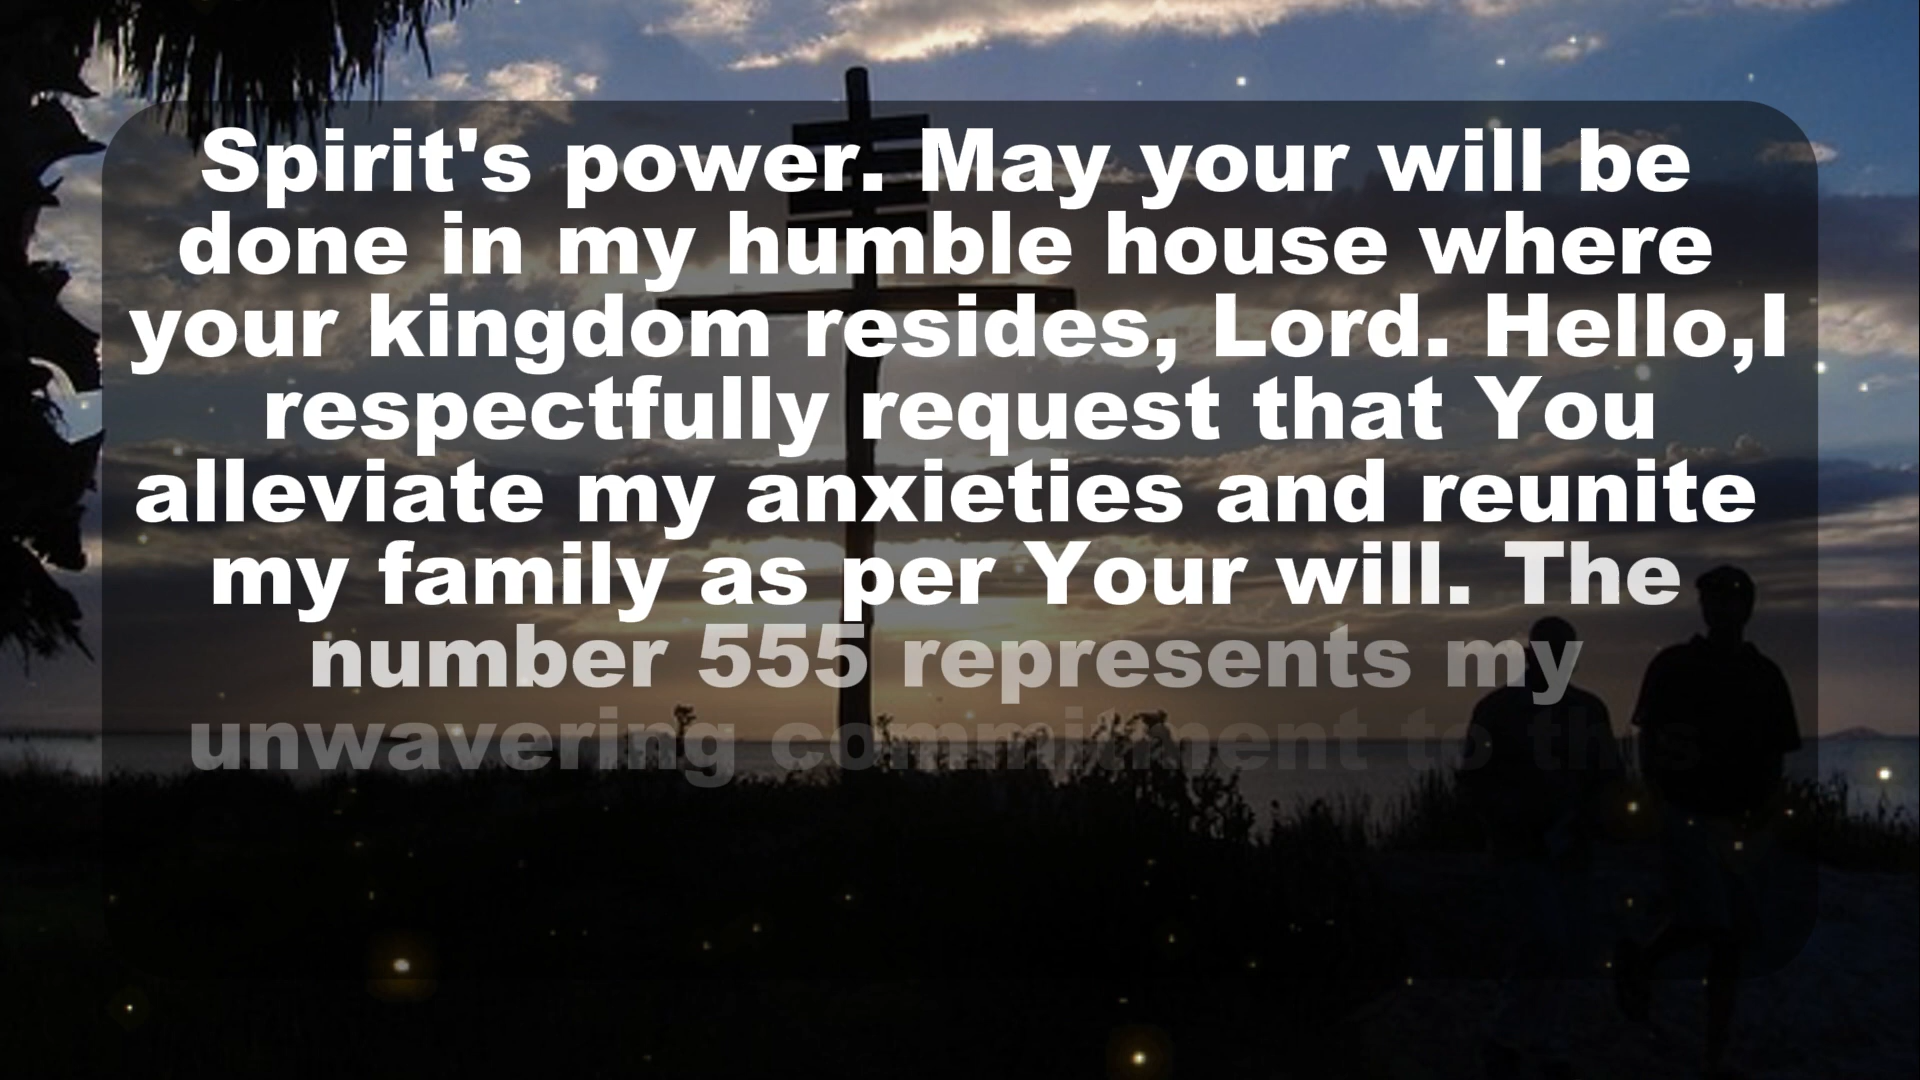 Spirit's power. May your will be
done in my humble house where
your kingdom resides, Lord. Hello,I
respectfully request that You
alleviate my anxieties and reunite
my family as per Your will. The
number 555 represents my
unwavering commitment to this